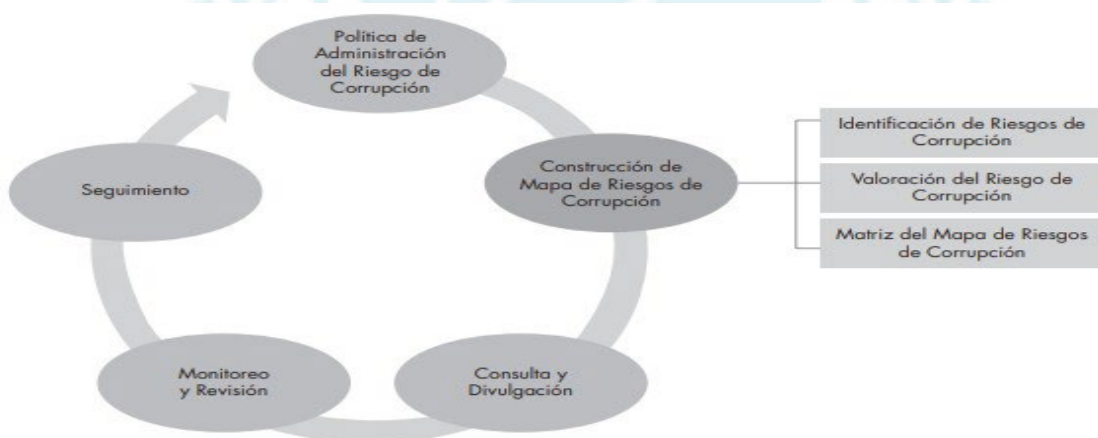 Política de
Administración
del Riesgo de
Corrupción
Construcción de
Mapa de Riesgos de
Corrupción
Identificación de Riesgos de
Corrupción
Valoración del Riesgo de
Corrupción
Matriz del Mapa de Riesgos
de Corrupción
Consulta y
Divulgación
Monitoreo
y Revisión
Seguimiento